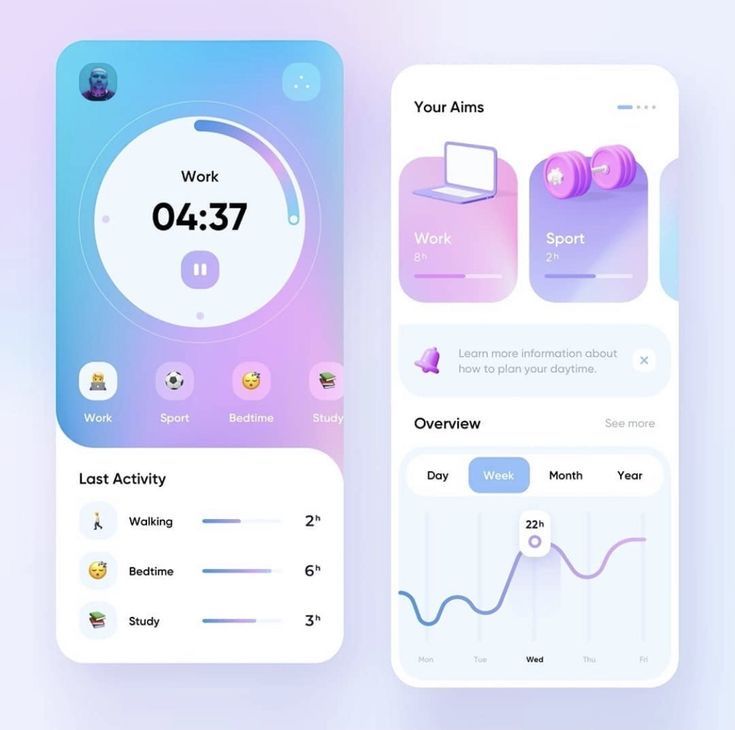 Work
04:37
Work
Sport
Bedtime
Study
Last Activity
Walking
2h
Bedtime
6h
Study
3h
Your Aims
Work
8h
Sport
2h
Learn more information about
how to plan your daytime.
Overview
See more
Day
Week
Month
Year
22h
Mon
Tue
Wed
Thu
Fri